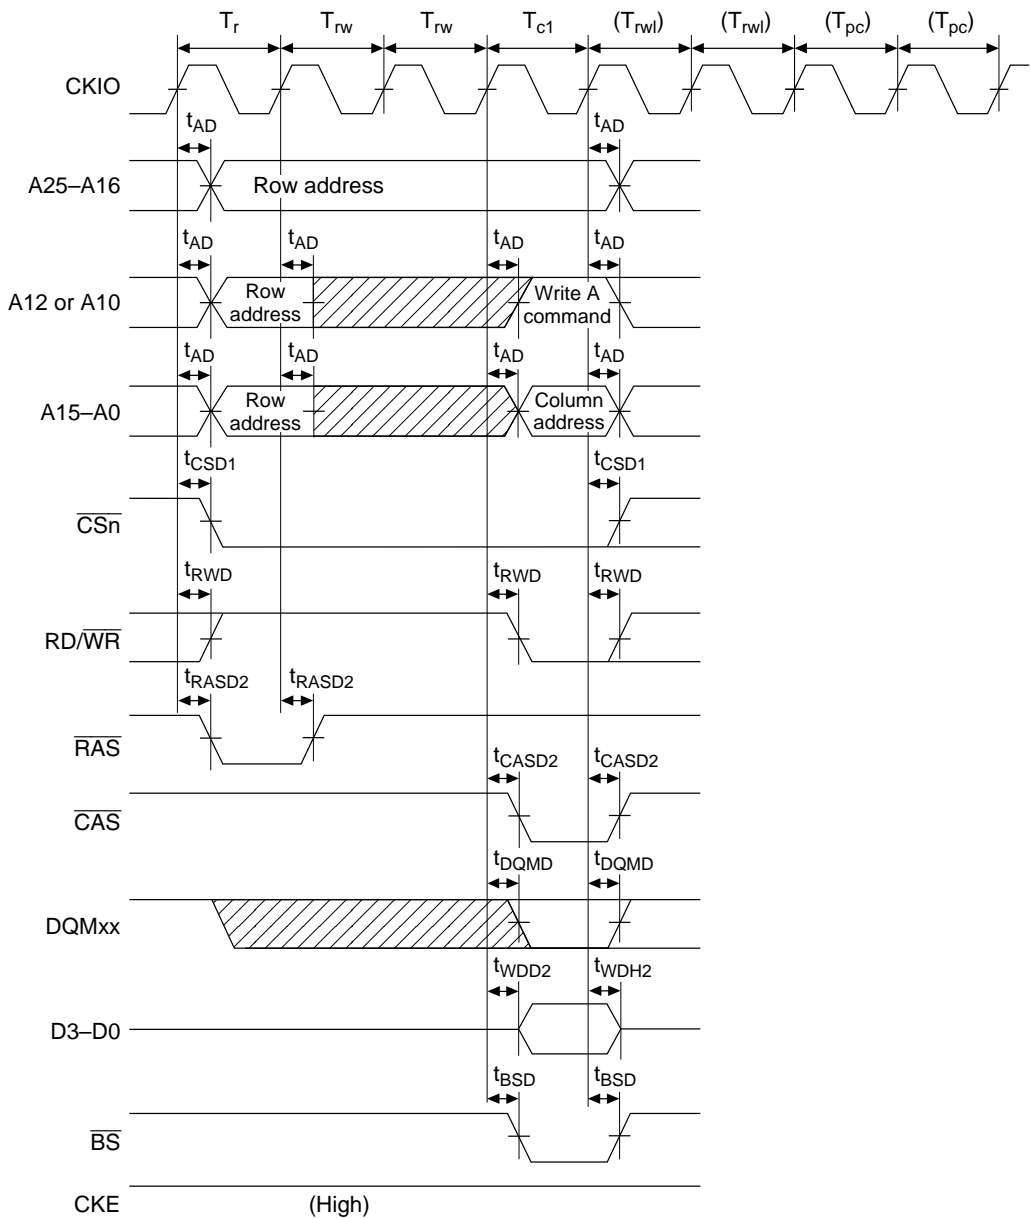 Tr Trw Trw Tc1 (Trwl) (Trwl) (Tpc) (Tpc)
CKIO
tAD tAD
A25–A16 Row address
tAD tAD tAD tAD
A12 or A10 Row address Write A command
tAD tAD tAD tAD
A15–A0 Row address Column address
tCSD1 tCSD1
CSn
tRWD tRWD tRWD
RD/WR
tRASD2 tRASD2
RAS
tCASD2 tCASD2
CAS
tDQMD tDQMD
DQMxx
tWDD2 tWDH2
D3–D0
tBSD tBSD
BS
CKE (High)